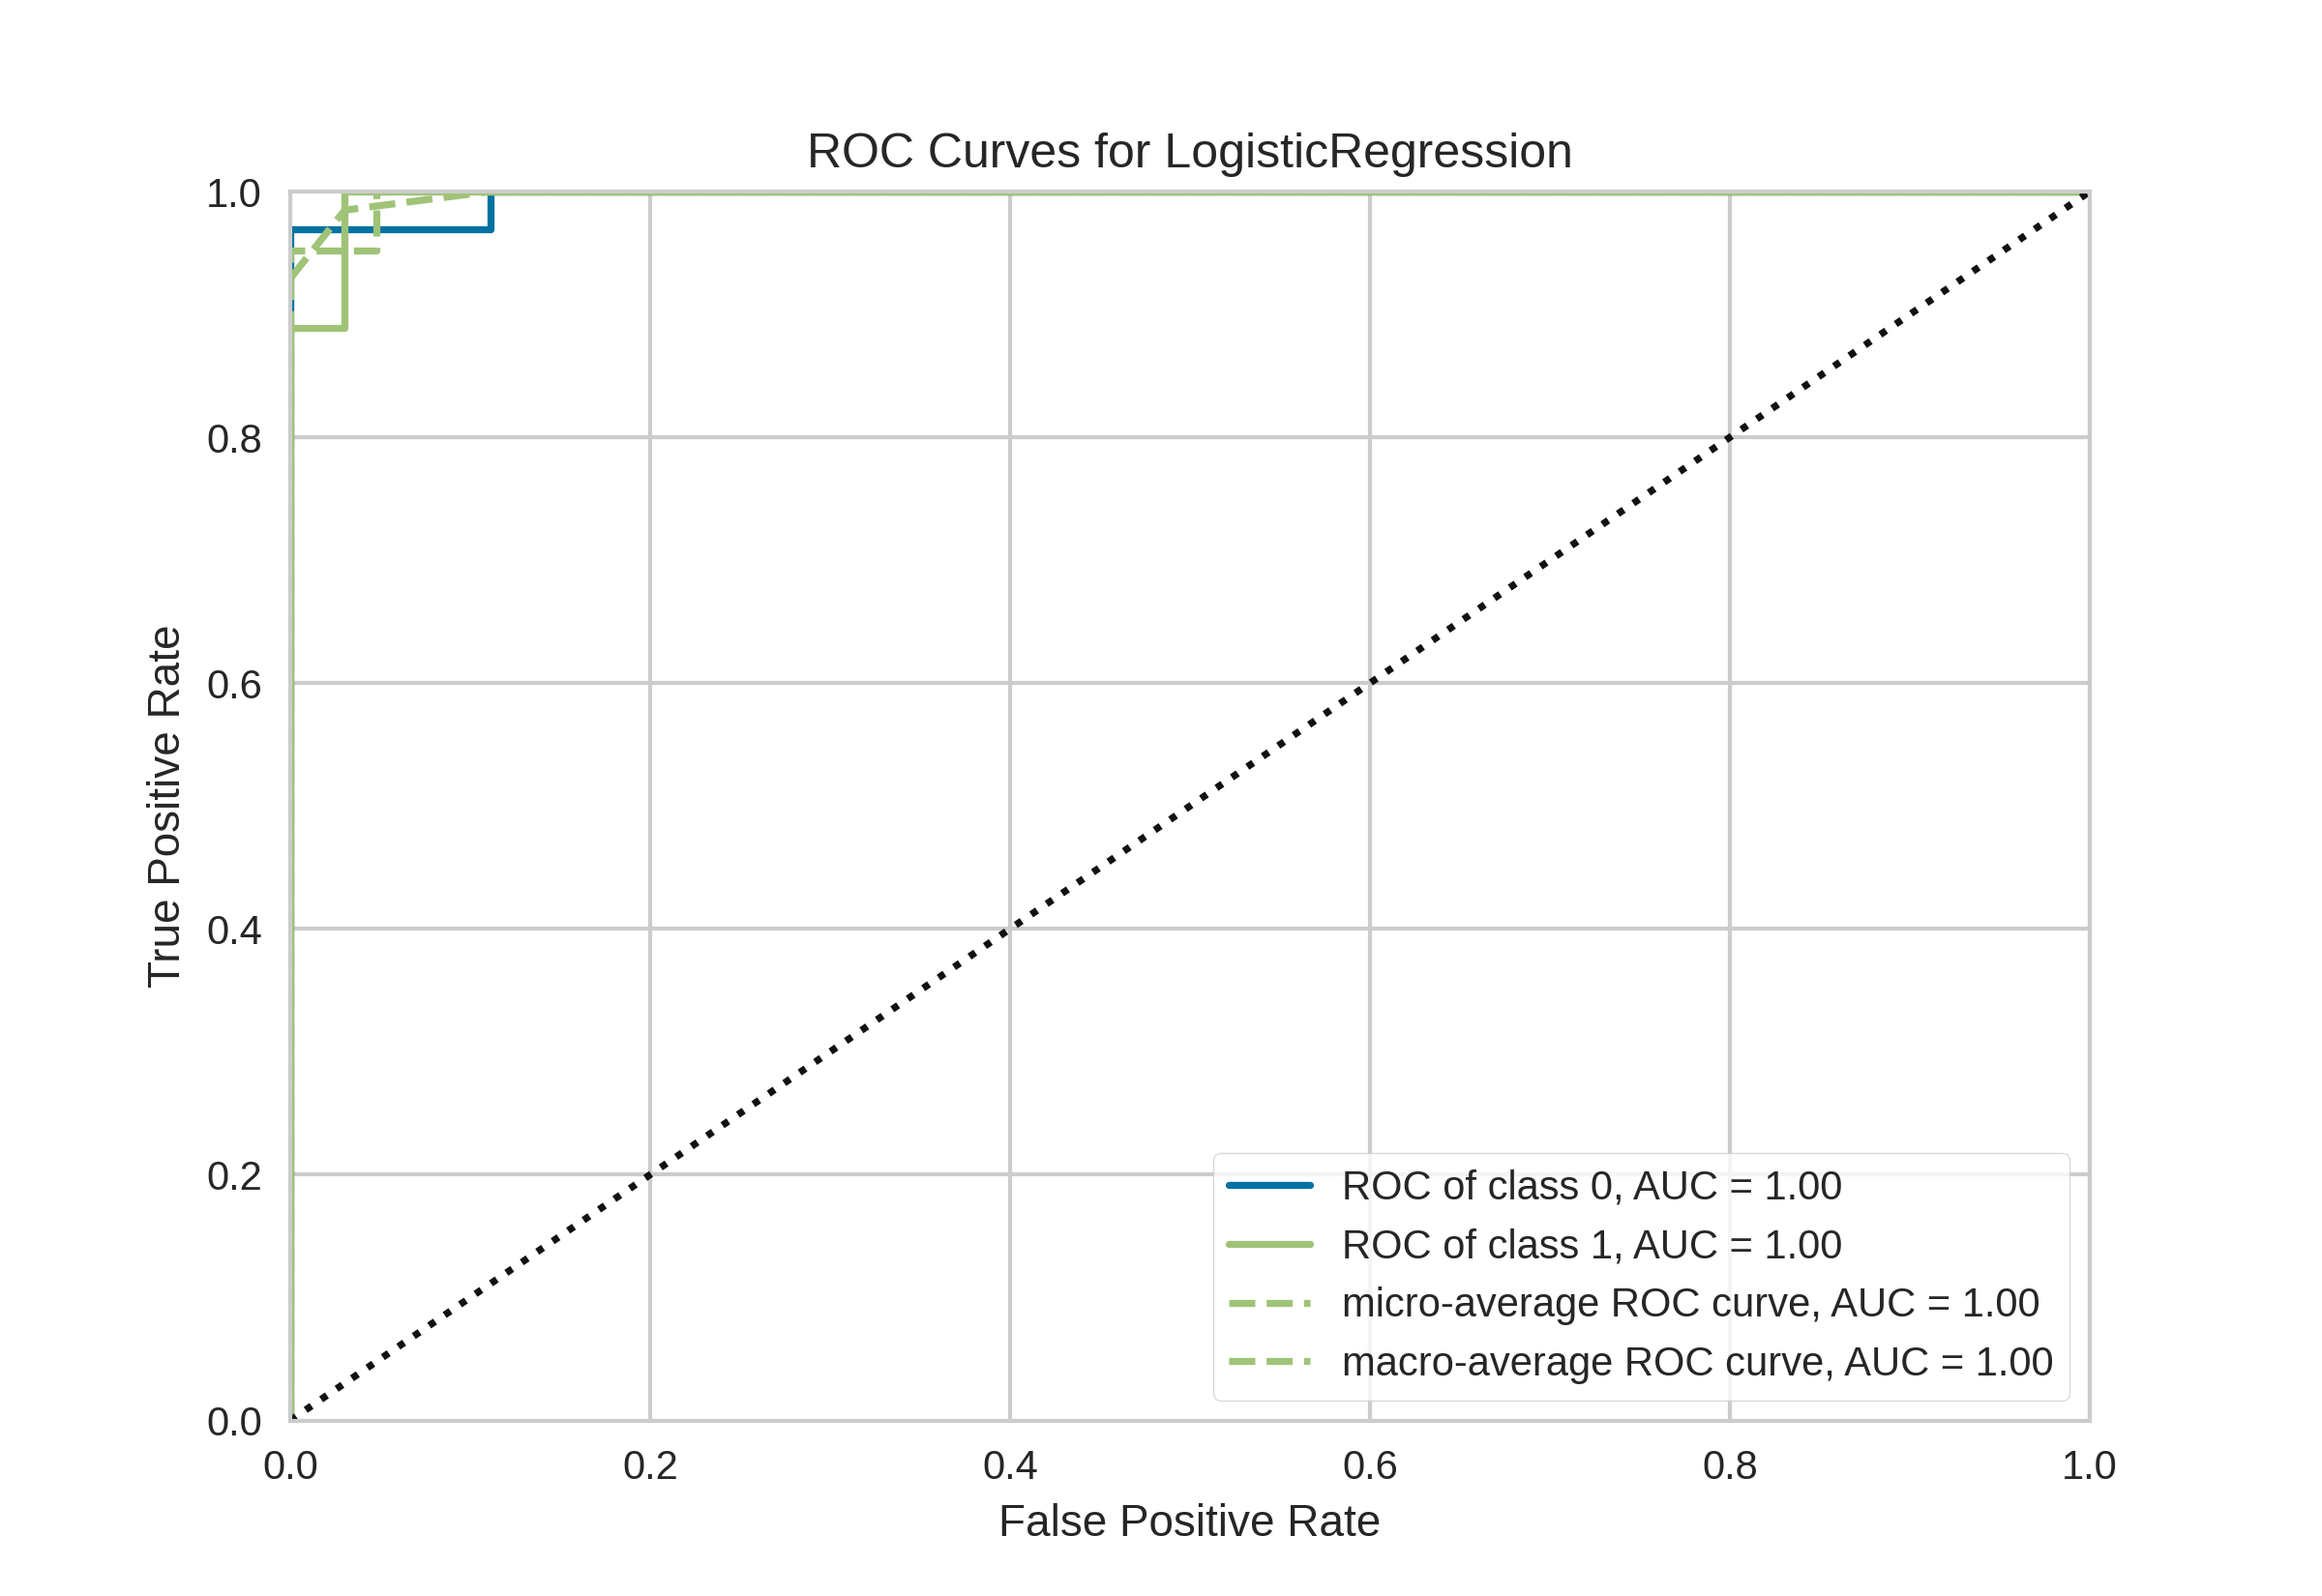 ROC Curves for LogisticRegression
1.0
0.8
0.6
0.4
0.2
0.0
True Positive Rate
ROC of class 0, AUC = 1.00
ROC of class 1, AUC = 1.00
micro-average ROC curve, AUC = 1.00
macro-average ROC curve, AUC = 1.00
0.0 0.2 0.4 0.6 0.8 1.0
False Positive Rate